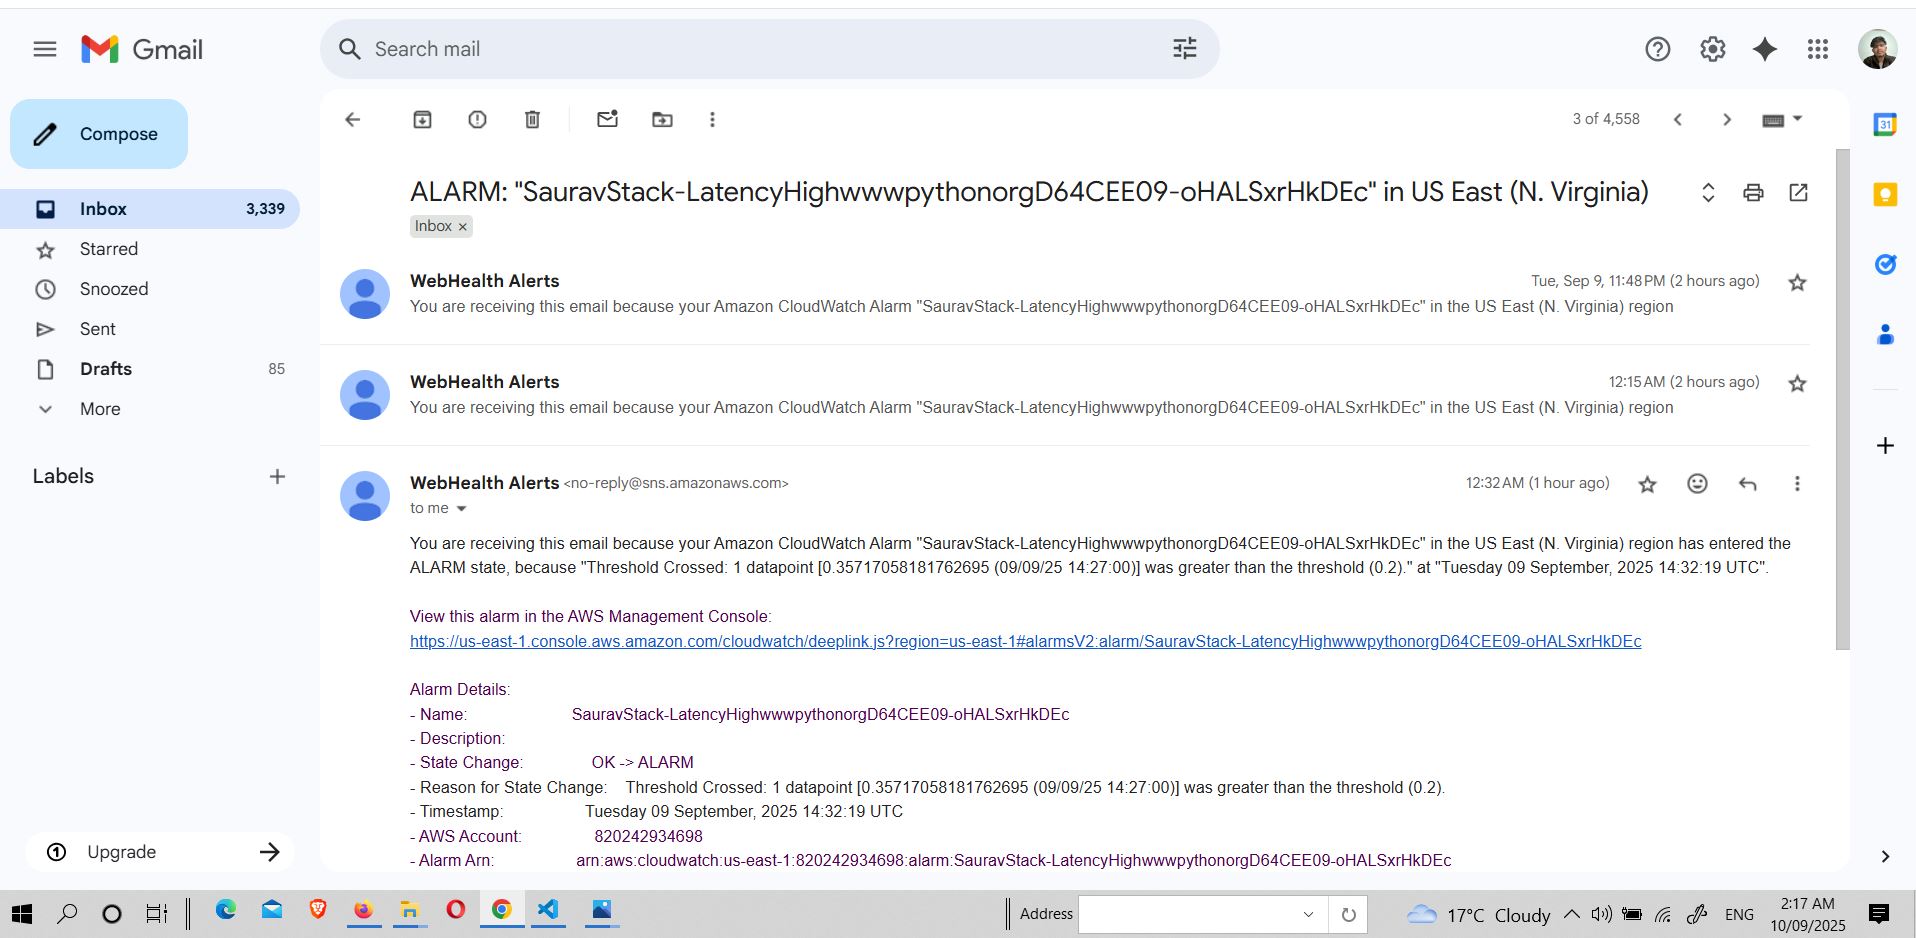 Gmail
Search mail
Compose
Inbox 3,339
Starred
Snoozed
Sent
Drafts 85
More
Labels
Upgrade
3 of 4,558
ALARM: "SauravStack-LatencyHighwwwpythonorgD64CEE09-oHALSxrHkDEc" in US East (N. Virginia)
Inbox ×
WebHealth Alerts Tue, Sep 9, 11:48 PM (2 hours ago)
You are receiving this email because your Amazon CloudWatch Alarm "SauravStack-LatencyHighwwwpythonorgD64CEE09-oHALSxrHkDEc" in the US East (N. Virginia) region
WebHealth Alerts 12:15 AM (2 hours ago)
You are receiving this email because your Amazon CloudWatch Alarm "SauravStack-LatencyHighwwwpythonorgD64CEE09-oHALSxrHkDEc" in the US East (N. Virginia) region
WebHealth Alerts <no-reply@sns.amazonaws.com> 12:32 AM (1 hour ago)
to me
You are receiving this email because your Amazon CloudWatch Alarm "SauravStack-LatencyHighwwwpythonorgD64CEE09-oHALSxrHkDEc" in the US East (N. Virginia) region has entered the
ALARM state, because "Threshold Crossed: 1 datapoint [0.35717058181762695 (09/09/25 14:27:00)] was greater than the threshold (0.2)." at "Tuesday 09 September, 2025 14:32:19 UTC".
View this alarm in the AWS Management Console:
https://us-east-1.console.aws.amazon.com/cloudwatch/deeplink.js?region=us-east-1#alarmsV2:alarm/SauravStack-LatencyHighwwwpythonorgD64CEE09-oHALSxrHkDEc
Alarm Details:
- Name: SauravStack-LatencyHighwwwpythonorgD64CEE09-oHALSxrHkDEc
- Description:
- State Change: OK -> ALARM
- Reason for State Change: Threshold Crossed: 1 datapoint [0.35717058181762695 (09/09/25 14:27:00)] was greater than the threshold (0.2).
- Timestamp: Tuesday 09 September, 2025 14:32:19 UTC
- AWS Account: 820242934698
- Alarm Arn: arn:aws:cloudwatch:us-east-1:820242934698:alarm:SauravStack-LatencyHighwwwpythonorgD64CEE09-oHALSxrHkDEc
31
Address
17°C Cloudy
ENG
2:17 AM
10/09/2025